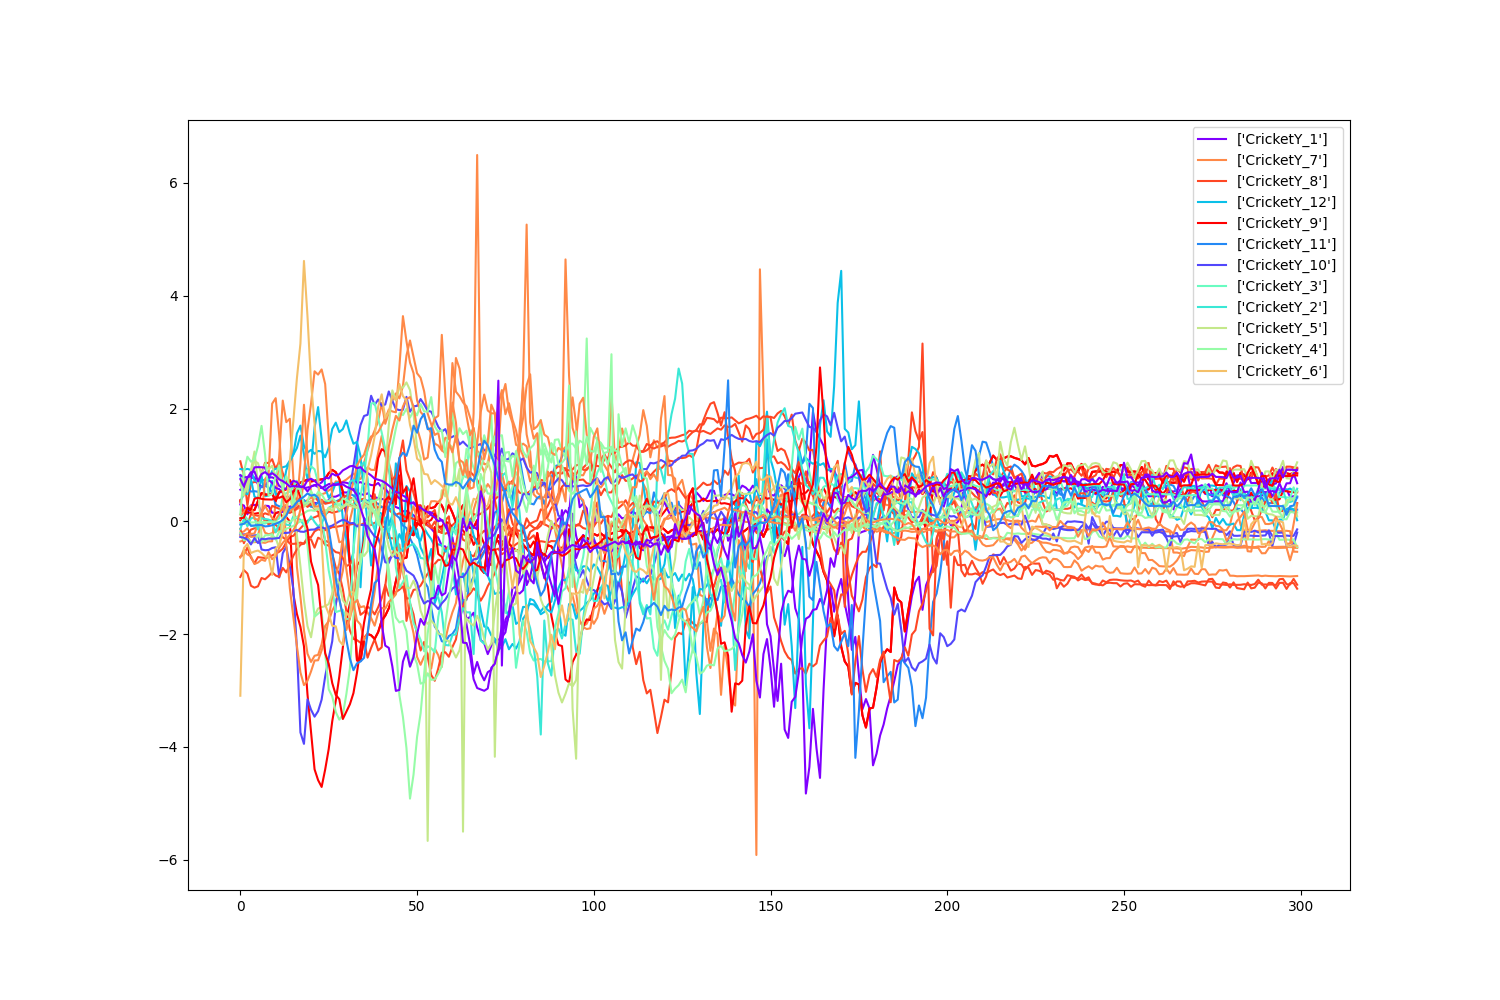 ['CricketY_1']
['CricketY_7']
['CricketY_8']
['CricketY_12']
['CricketY_9']
['CricketY_11']
['CricketY_10']
['CricketY_3']
['CricketY_2']
['CricketY_5']
['CricketY_4']
['CricketY_6']
6
4
2
0
−2
−4
−6
0 50 100 150 200 250 300